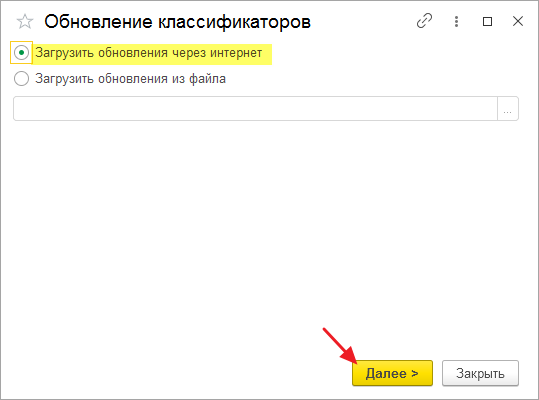 Обновление классификаторов
Загрузить обновления через интернет
Загрузить обновления из файла
...
Далее >
Закрыть